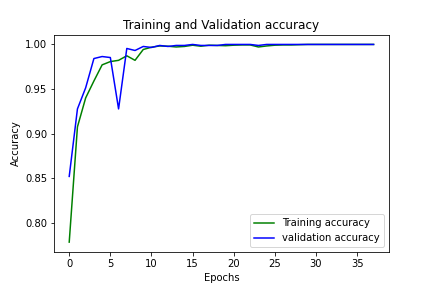 Training and Validation accuracy
1.00
0.95
0.90
0.85
0.80
Accuracy
Training accuracy
validation accuracy
0 5 10 15 20 25 30 35
Epochs